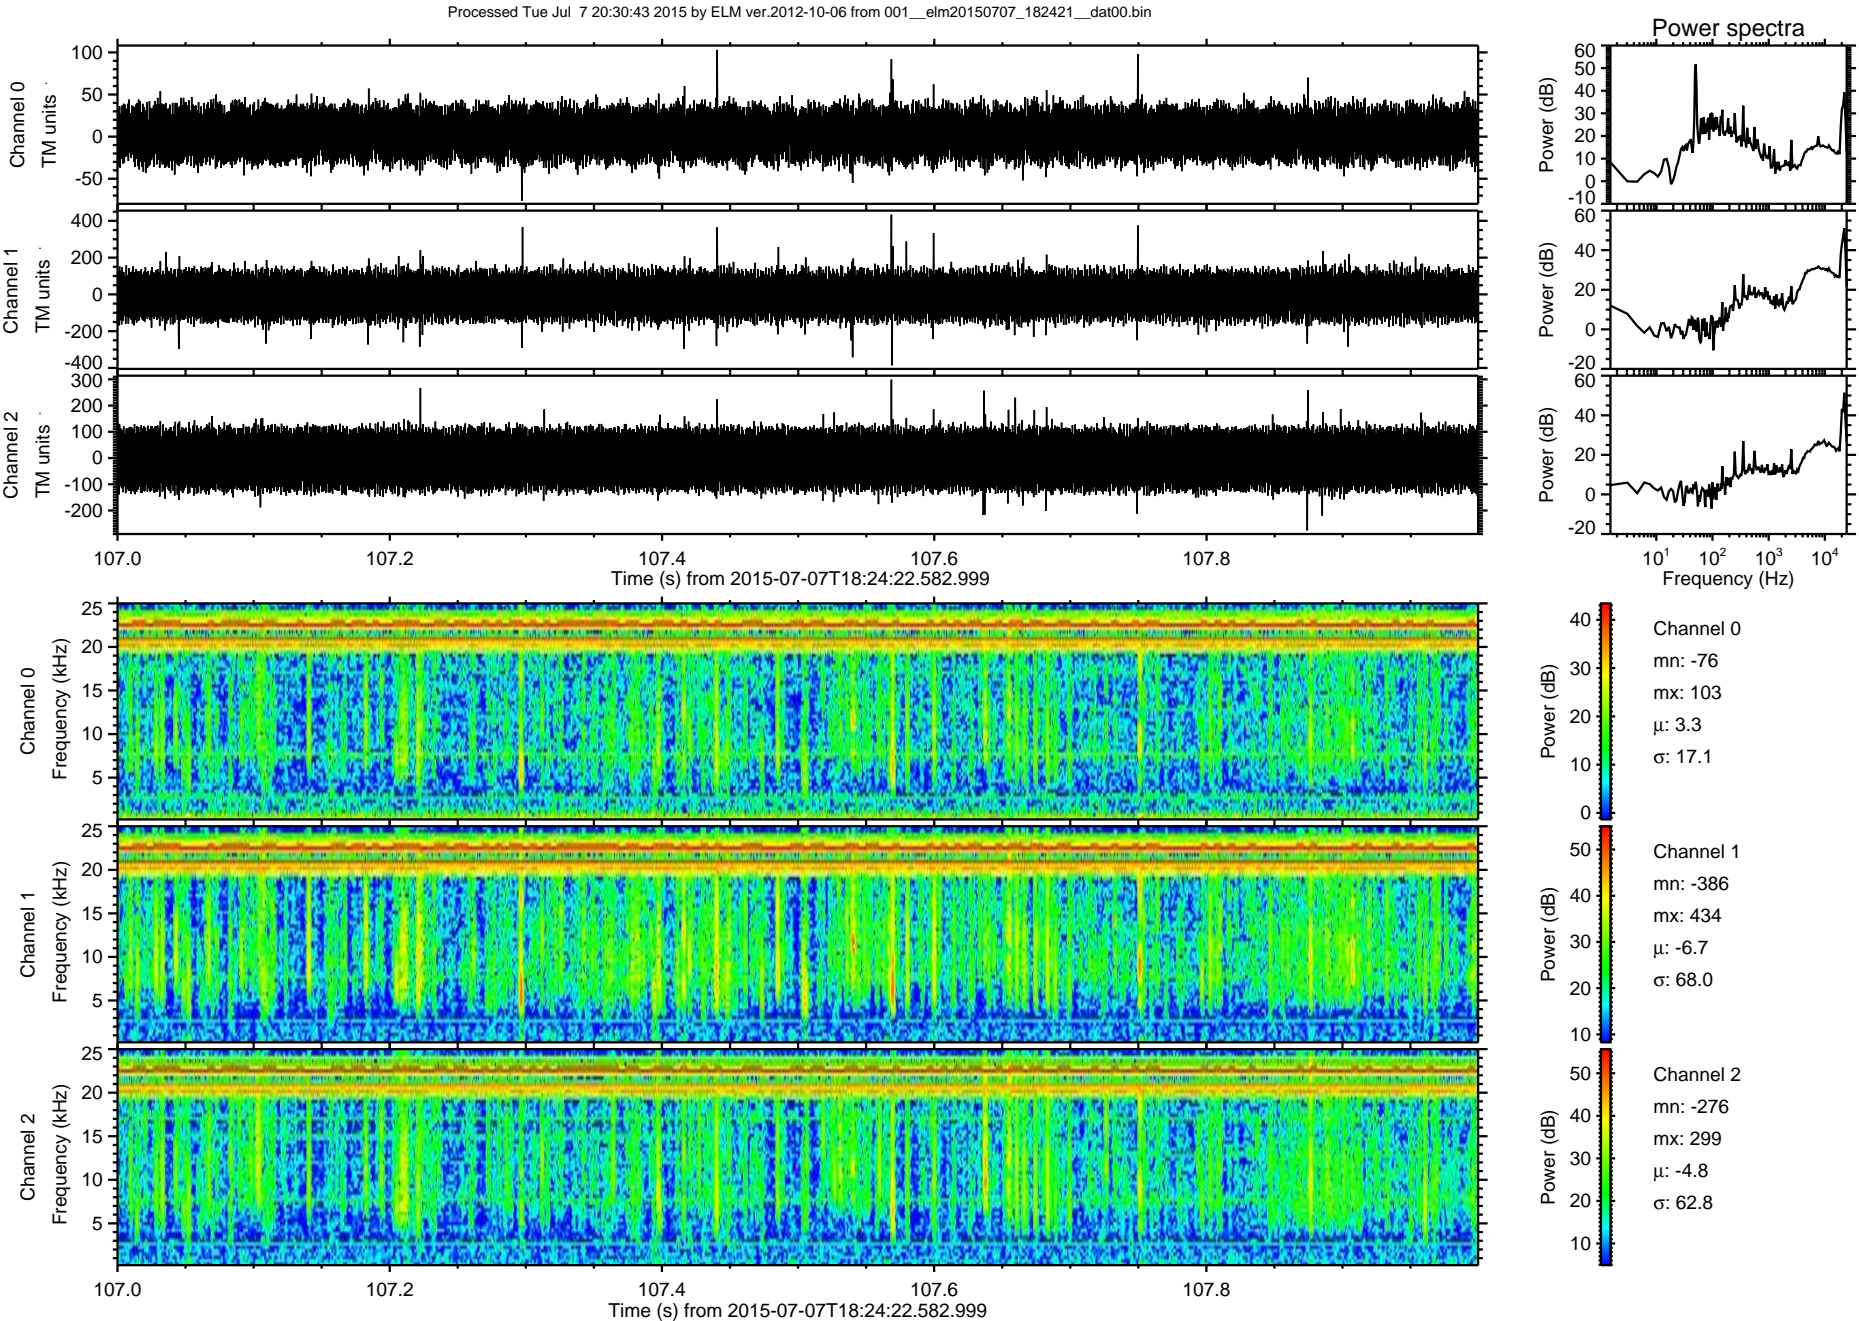 Processed Tue Jul 7 20:30:43 2015 by ELM ver.2012-10-06 from 001__elm20150707_182421__dat00.bin
Power spectra
Channel 0
TM units
100
50
0
-50
Power (dB)
60
50
40
30
20
10
0
-10
Channel 1
TM units
400
200
0
-200
-400
Power (dB)
60
40
20
0
-20
Channel 2
TM units
300
200
100
0
-100
-200
Power (dB)
60
40
20
0
-20
107.0 107.2 107.4 107.6 107.8
Time (s) from 2015-07-07T18:24:22.582.999
10¹ 10² 10³ 10⁴
Frequency (Hz)
Channel 0
Frequency (kHz)
25
20
15
10
5
Power (dB)
40
30
20
10
0
Channel 0
mn: -76
mx: 103
μ: 3.3
σ: 17.1
Channel 1
Frequency (kHz)
25
20
15
10
5
Power (dB)
50
40
30
20
10
Channel 1
mn: -386
mx: 434
μ: -6.7
σ: 68.0
Channel 2
Frequency (kHz)
25
20
15
10
5
Power (dB)
50
40
30
20
10
Channel 2
mn: -276
mx: 299
μ: -4.8
σ: 62.8
107.0 107.2 107.4 107.6 107.8
Time (s) from 2015-07-07T18:24:22.582.999